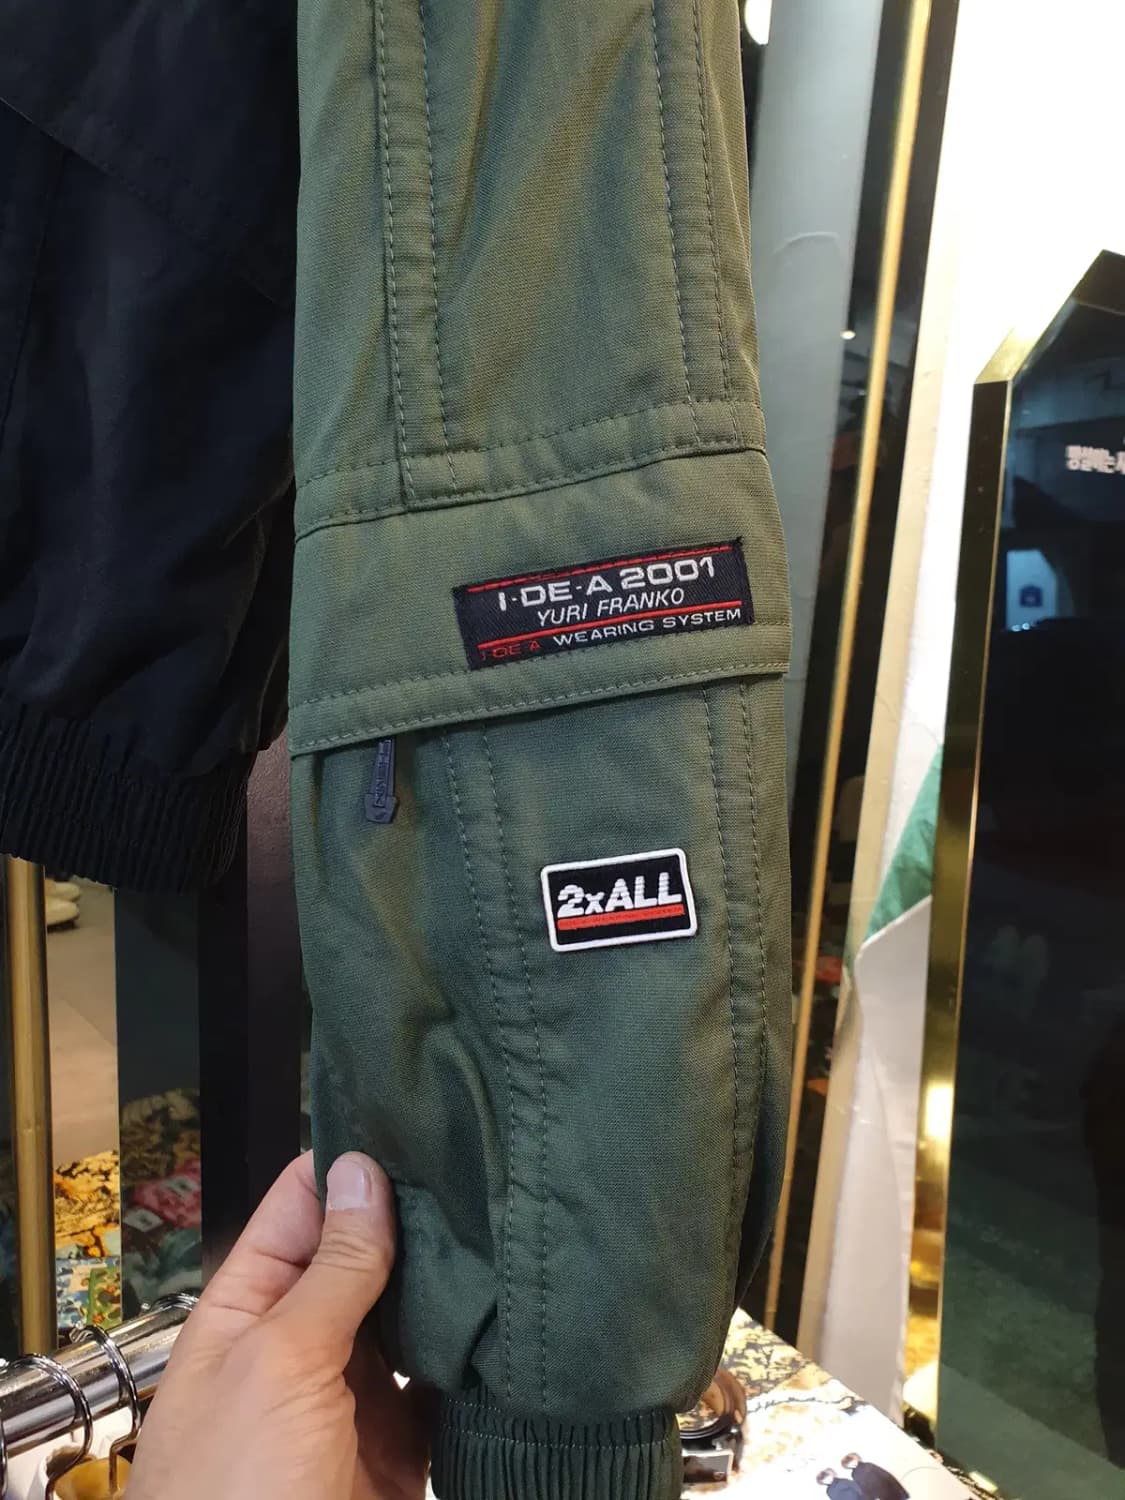 I·DE·A 2001
YURI FRANKO
I·DE·A WEARING SYSTEM
2xALL